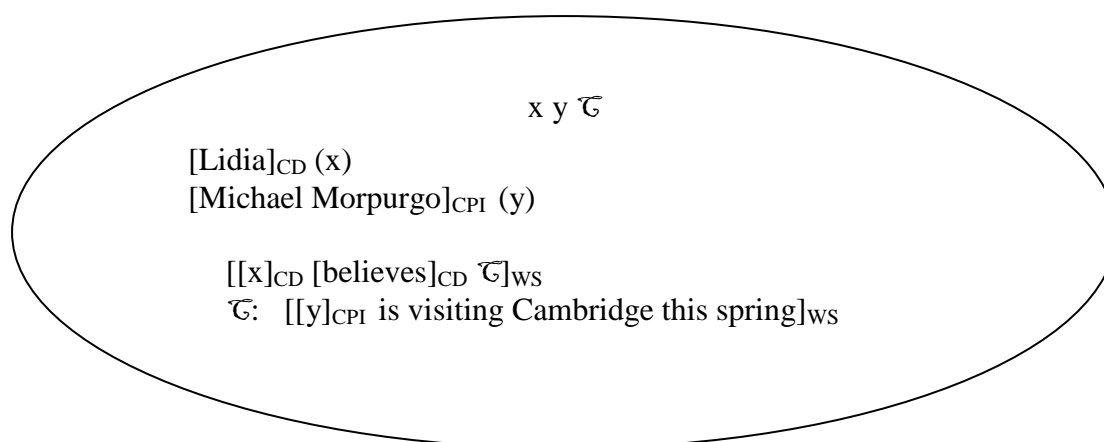 x y ℭ
[Lidia]CD (x)
[Michael Morpurgo]CPI (y)
[[x]CD [believes]CD ℭ]WS
ℭ: [[y]CPI is visiting Cambridge this spring]WS